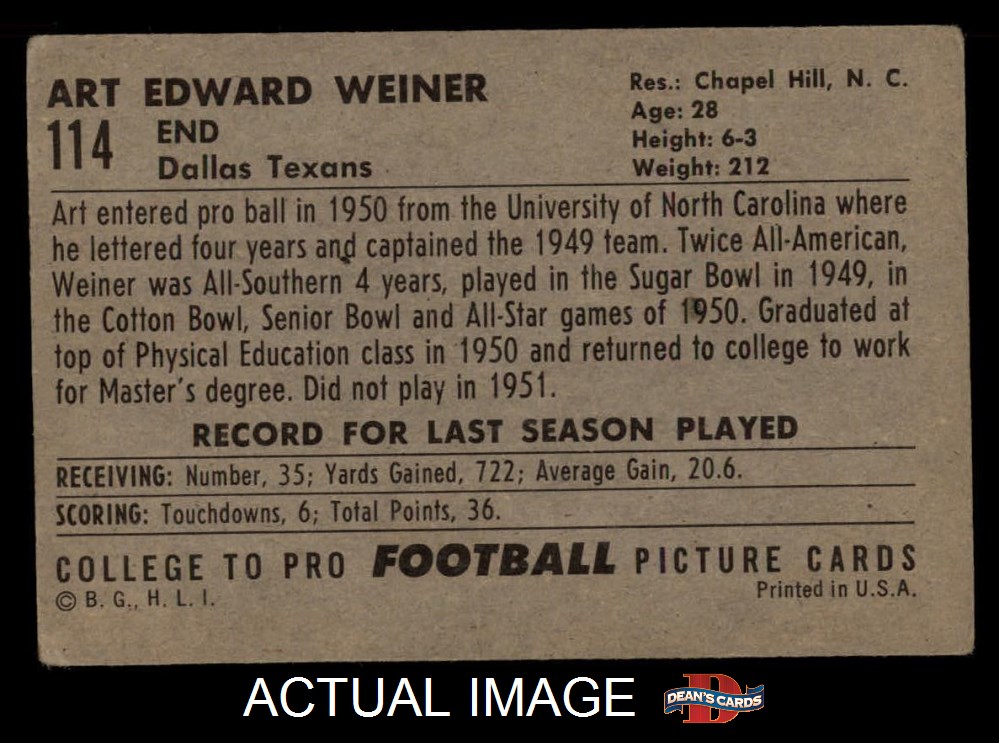 ART EDWARD WEINER
114
END
Dallas Texans
Res.: Chapel Hill, N. C.
Age: 28
Height: 6-3
Weight: 212
Art entered pro ball in 1950 from the University of North Carolina where
he lettered four years and captained the 1949 team. Twice All-American,
Weiner was All-Southern 4 years, played in the Sugar Bowl in 1949, in
the Cotton Bowl, Senior Bowl and All-Star games of 1950. Graduated at
top of Physical Education class in 1950 and returned to college to work
for Master's degree. Did not play in 1951.
RECORD FOR LAST SEASON PLAYED
RECEIVING: Number, 35; Yards Gained, 722; Average Gain, 20.6.
SCORING: Touchdowns, 6; Total Points, 36.
COLLEGE TO PRO FOOTBALL PICTURE CARDS
© B. G., H. L. I.
Printed in U.S.A.
ACTUAL IMAGE
D
DEAN'S CARDS